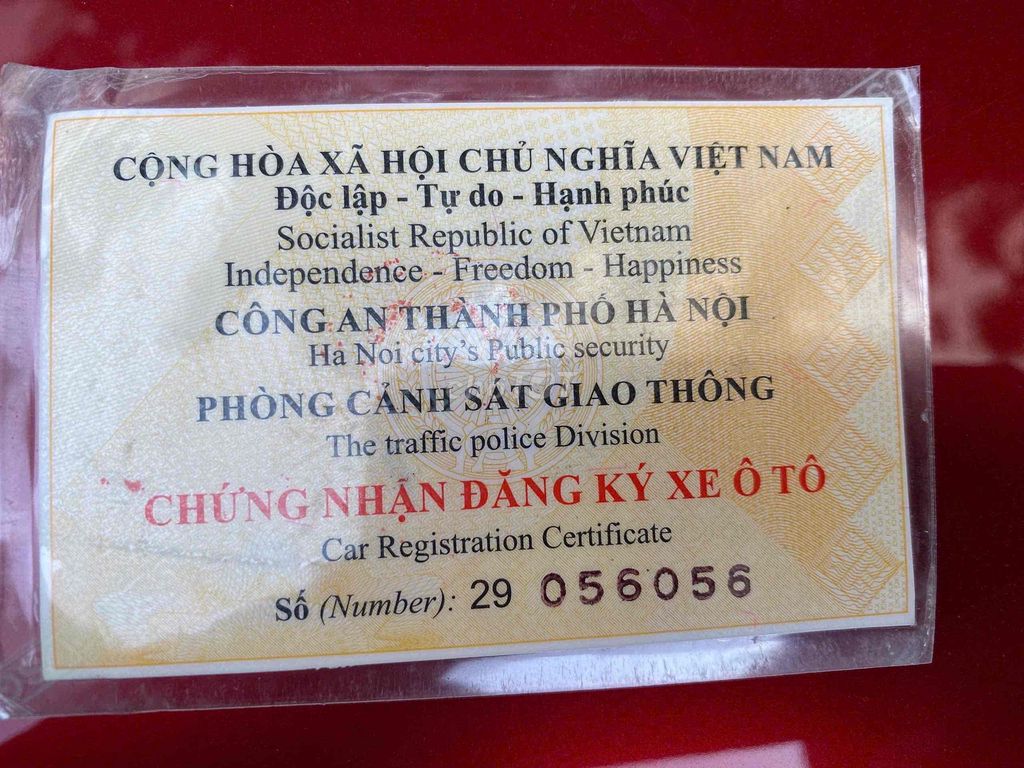 CỘNG HÒA XÃ HỘI CHỦ NGHĨA VIỆT NAM
Độc lập - Tự do - Hạnh phúc
Socialist Republic of Vietnam
Independence - Freedom - Happiness
CÔNG AN THÀNH PHỐ HÀ NỘI
Ha Noi city's Public security
PHÒNG CẢNH SÁT GIAO THÔNG
The traffic police Division
CHỨNG NHẬN ĐĂNG KÝ XE Ô TÔ
Car Registration Certificate
Số (Number): 29 056056